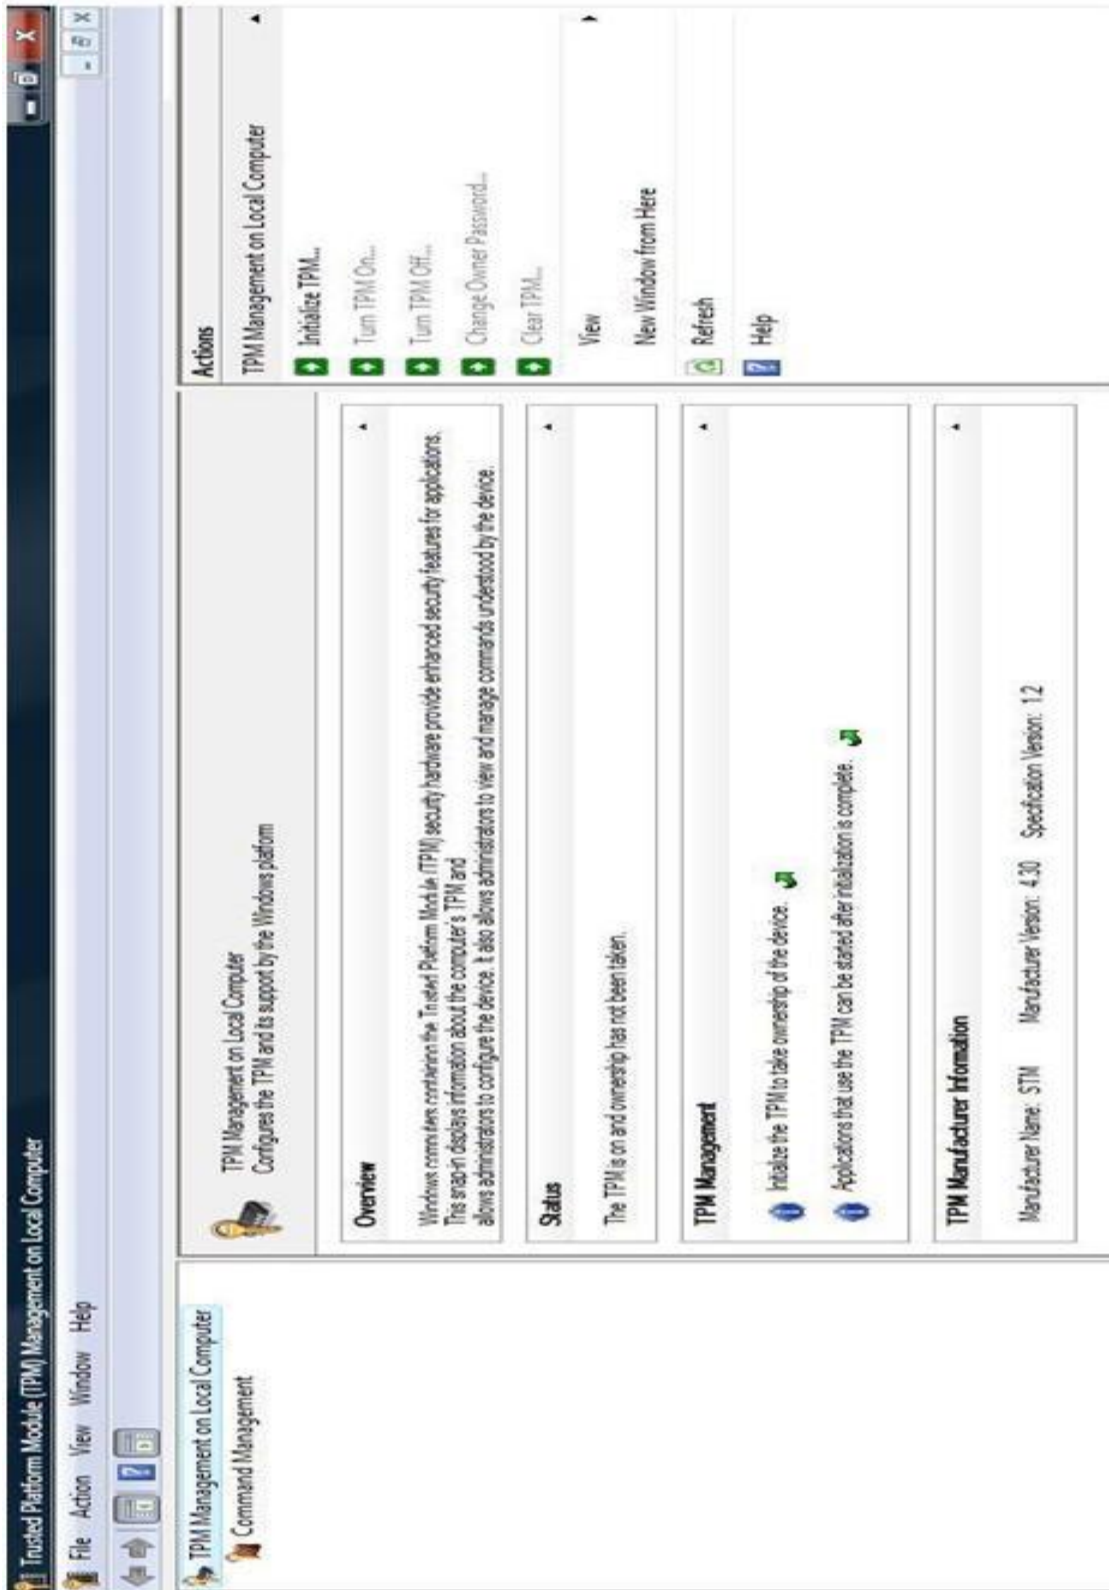 Trusted Platform Module (TPM) Management on Local Computer
File Action View Window Help
TPM Management on Local Computer
Command Management
TPM Management on Local Computer
Configures the TPM and its support by the Windows platform
Overview
Windows computers containing the Trusted Platform Module (TPM) security hardware provide enhanced security features for applications.
This snap-in displays information about the computer's TPM and
allows administrators to configure the device. It also allows administrators to view and manage commands understood by the device.
Status
The TPM is on and ownership has not been taken.
TPM Management
Initialize the TPM to take ownership of the device.
Applications that use the TPM can be started after initialization is complete.
TPM Manufacturer Information
Manufacturer Name: STM Manufacturer Version: 4.30 Specification Version: 1.2
Actions
TPM Management on Local Computer
Initialize TPM...
Turn TPM On...
Turn TPM Off...
Change Owner Password...
Clear TPM...
View
New Window from Here
Refresh
Help